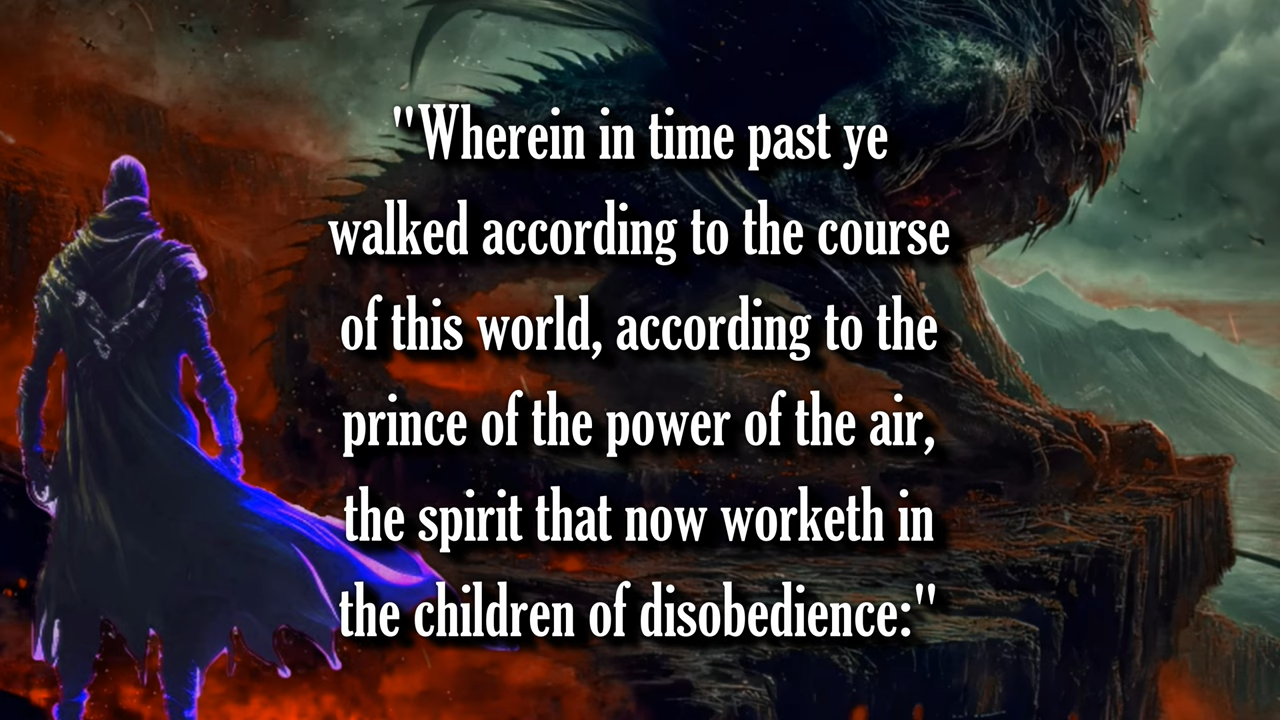 "Wherein in time past ye
walked according to the course
of this world, according to the
prince of the power of the air,
the spirit that now worketh in
the children of disobedience:"